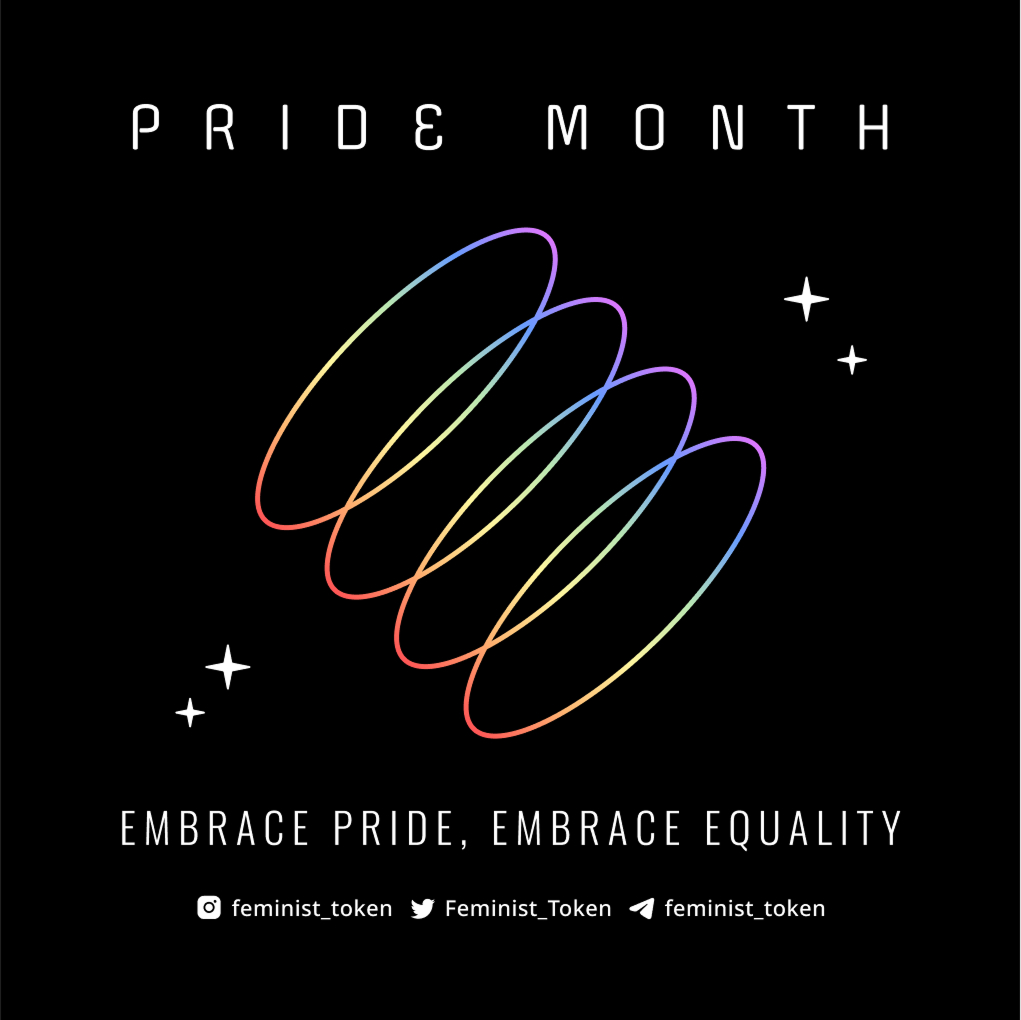 PRIDE MONTH
EMBRACE PRIDE, EMBRACE EQUALITY
feminist_token Feminist_Token feminist_token